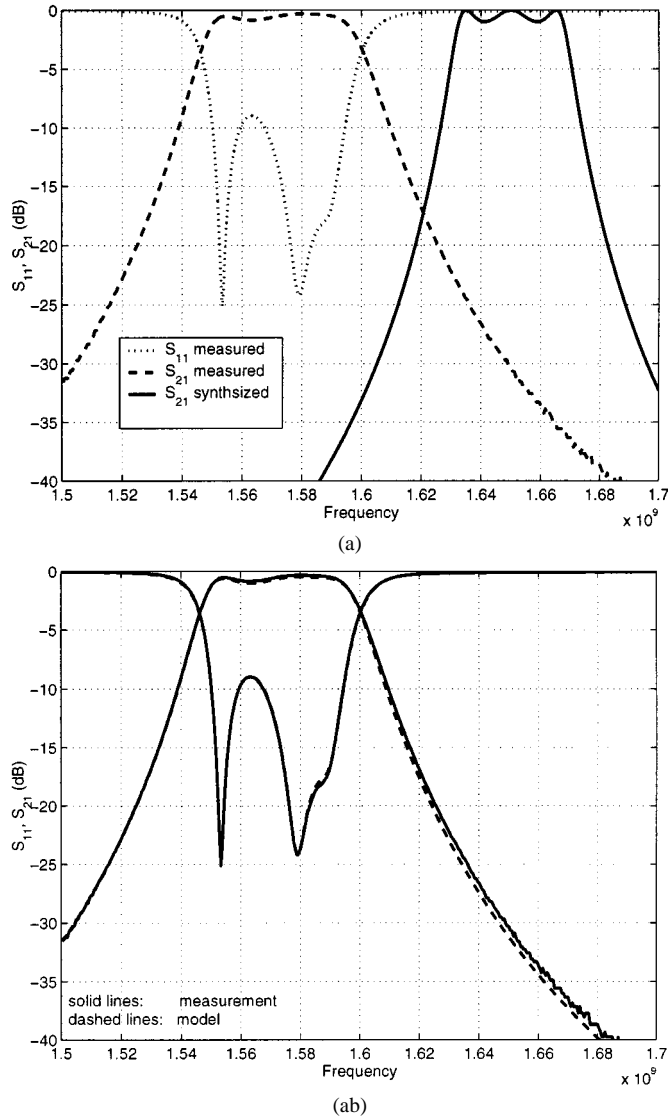 0
−5
−10
−15
−20
−25
−30
−35
−40
S11, S21 (dB)
S11 measured
S21 measured
S21 synthsized
1.5 1.52 1.54 1.56 1.58 1.6 1.62 1.64 1.66 1.68 1.7
Frequency
x 10^9
(a)
0
−5
−10
−15
−20
−25
−30
−35
−40
S11, S21 (dB)
solid lines: measurement
dashed lines: model
1.5 1.52 1.54 1.56 1.58 1.6 1.62 1.64 1.66 1.68 1.7
Frequency
x 10^9
(ab)